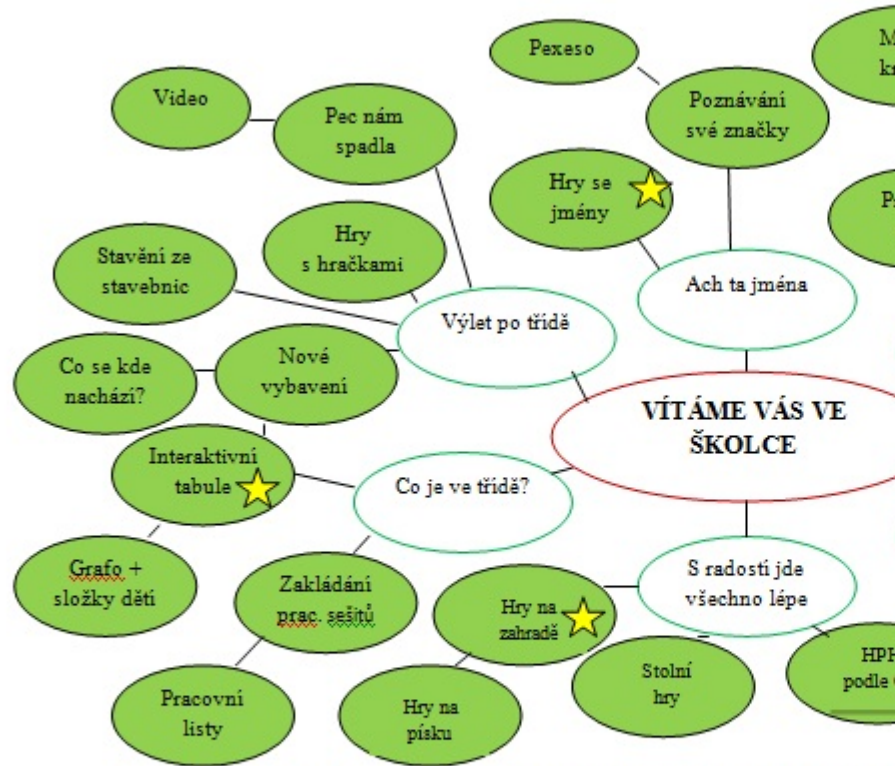 Pexeso
Video
Pec nám
spadla
Poznávání
své značky
Hry se
jmény
Hry
s hračkami
Stavění ze
stavebnic
Ach ta jména
Výlet po třídě
Co se kde
nachází?
Nové
vybavení
VÍTÁME VÁS VE
ŠKOLCE
Interaktivní
tabule
Co je ve třídě?
Grafo +
složky dětí
Zakládání
prac. sešitů
S radostí jde
všechno lépe
Hry na
zahradě
Pracovní
listy
Hry na
písku
Stolní
hry
podle